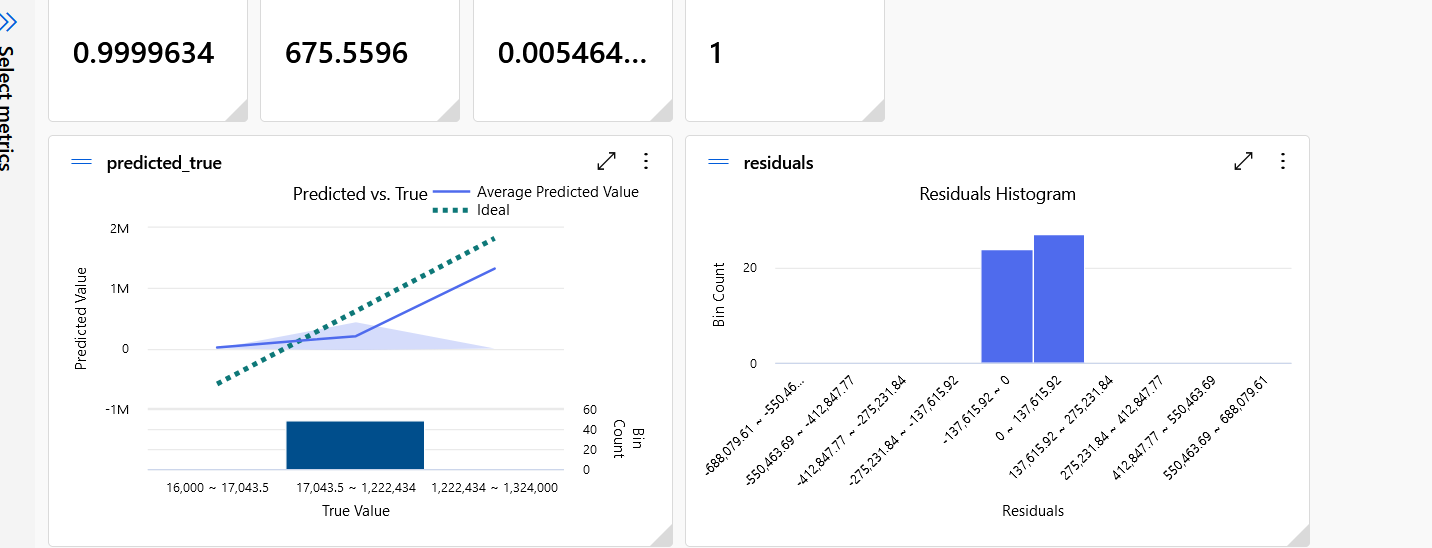 Select metrics
0.9999634
675.5596
0.005464...
1
predicted_true
Predicted vs. True
Average Predicted Value
Ideal
2M
1M
0
-1M
Predicted Value
60
40
20
0
Bin Count
16,000 ~ 17,043.5
17,043.5 ~ 1,222,434
1,222,434 ~ 1,324,000
True Value
residuals
Residuals Histogram
20
0
Bin Count
-688,079.61 ~ -550,46...
-550,463.69 ~ -412,847.77
-412,847.77 ~ -275,231.84
-275,231.84 ~ -137,615.92
-137,615.92 ~ 0
0 ~ 137,615.92
137,615.92 ~ 275,231.84
275,231.84 ~ 412,847.77
412,847.77 ~ 550,463.69
550,463.69 ~ 688,079.61
Residuals